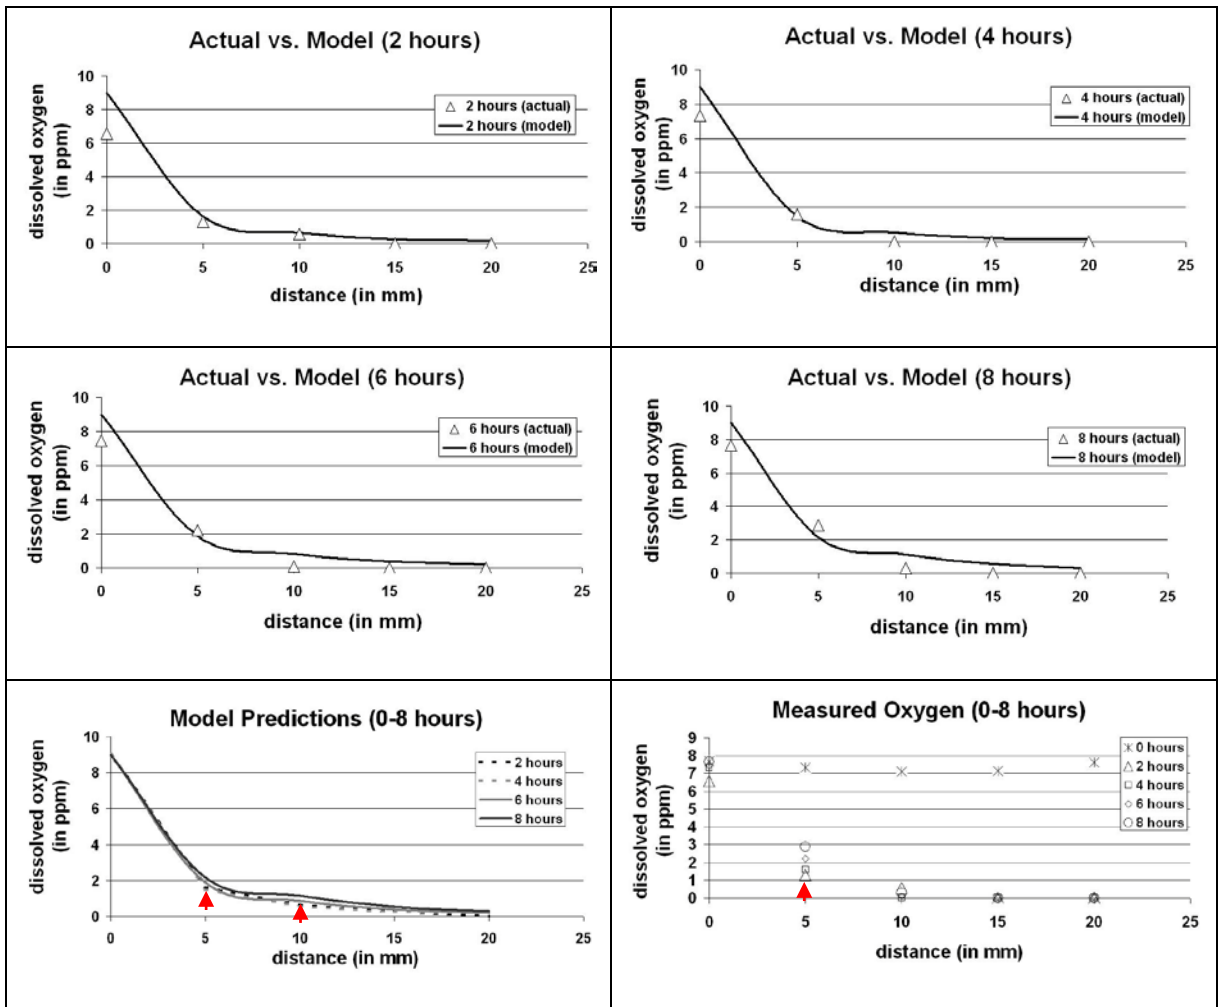 Actual vs. Model (2 hours)
dissolved oxygen
(in ppm)
10
8
6
4
2
0
2 hours (actual)
2 hours (model)
0 5 10 15 20 25
distance (in mm)
Actual vs. Model (4 hours)
dissolved oxygen
(in ppm)
10
8
6
4
2
0
4 hours (actual)
4 hours (model)
0 5 10 15 20 25
distance (in mm)
Actual vs. Model (6 hours)
dissolved oxygen
(in ppm)
10
8
6
4
2
0
6 hours (actual)
6 hours (model)
0 5 10 15 20 25
distance (in mm)
Actual vs. Model (8 hours)
dissolved oxygen
(in ppm)
10
8
6
4
2
0
8 hours (actual)
8 hours (model)
0 5 10 15 20 25
distance (in mm)
Model Predictions (0-8 hours)
dissolved oxygen
(in ppm)
10
8
6
4
2
0
2 hours
4 hours
6 hours
8 hours
0 5 10 15 20 25
distance (in mm)
Measured Oxygen (0-8 hours)
dissolved oxygen
(in ppm)
9
8
7
6
5
4
3
2
1
0
0 hours
2 hours
4 hours
6 hours
8 hours
0 5 10 15 20 25
distance (in mm)